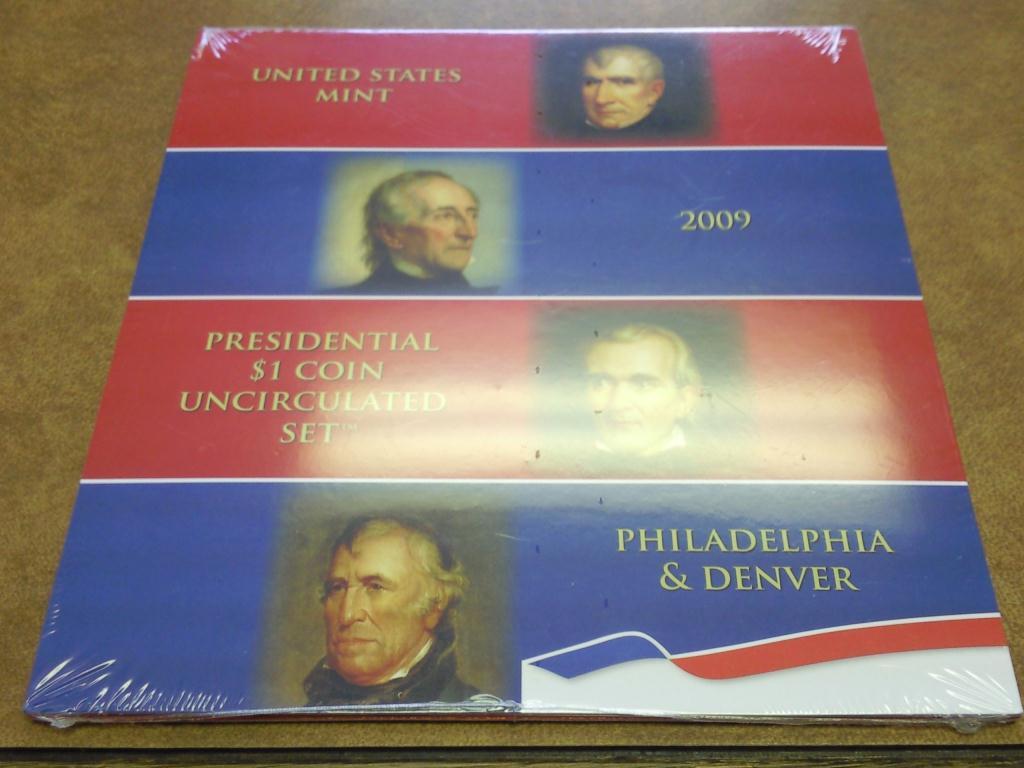 UNITED STATES
MINT
2009
PRESIDENTIAL
$1 COIN
UNCIRCULATED
SET™
PHILADELPHIA
& DENVER